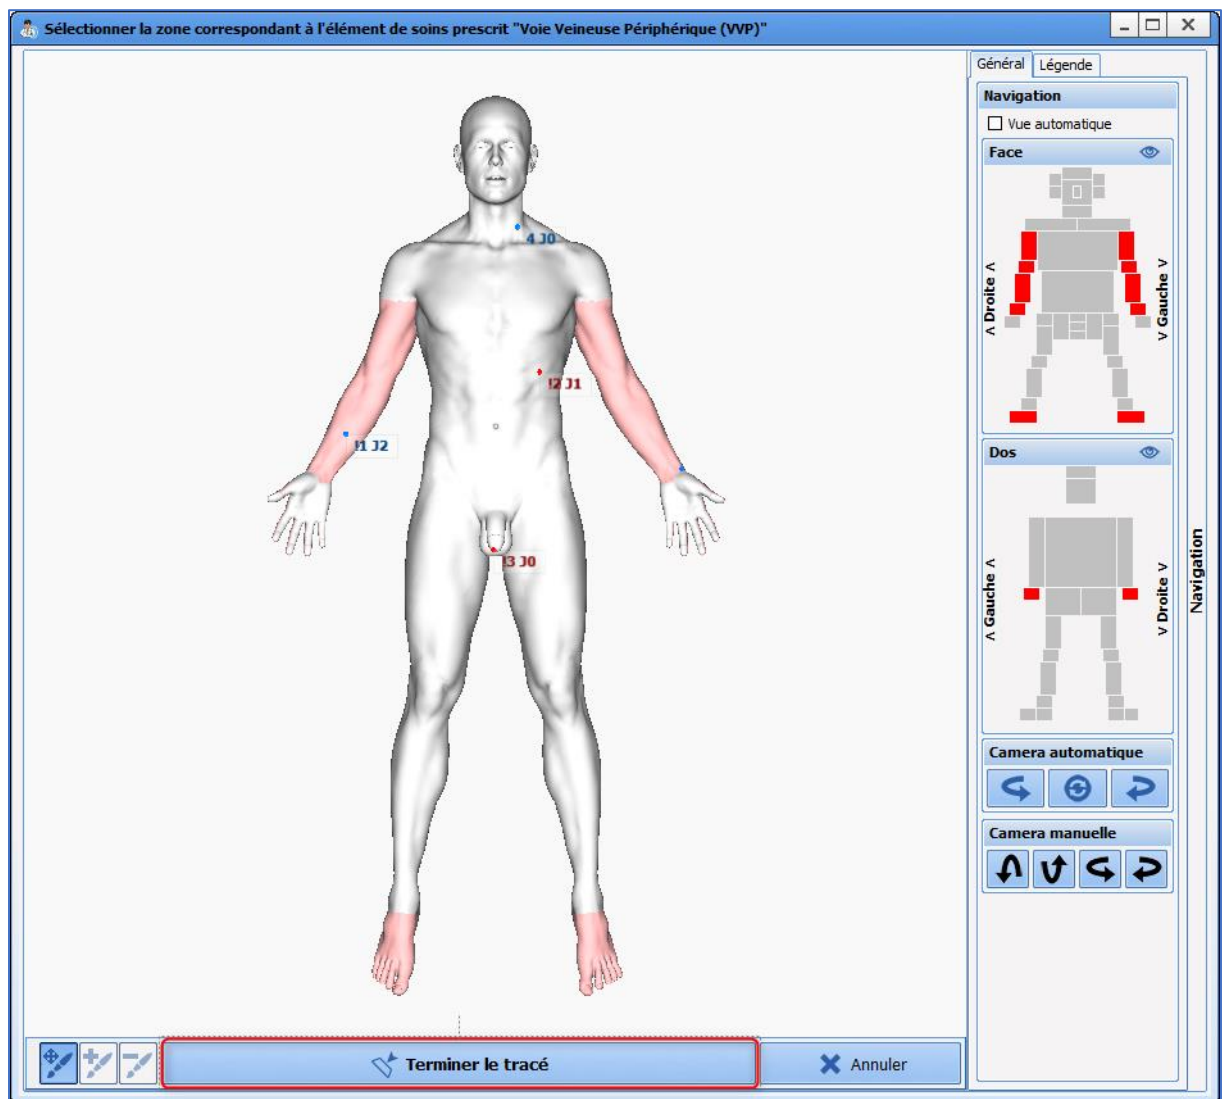 Sélectionner la zone correspondant à l'élément de soins prescrit "Voie Veineuse Périphérique (VVP)"
Général
Légende
Navigation
Vue automatique
Face
< Droite <
> Gauche >
Dos
< Gauche <
> Droite >
Camera automatique
Camera manuelle
Navigation
4 J0
!2 J1
!1 J2
!3 J0
Terminer le tracé
Annuler